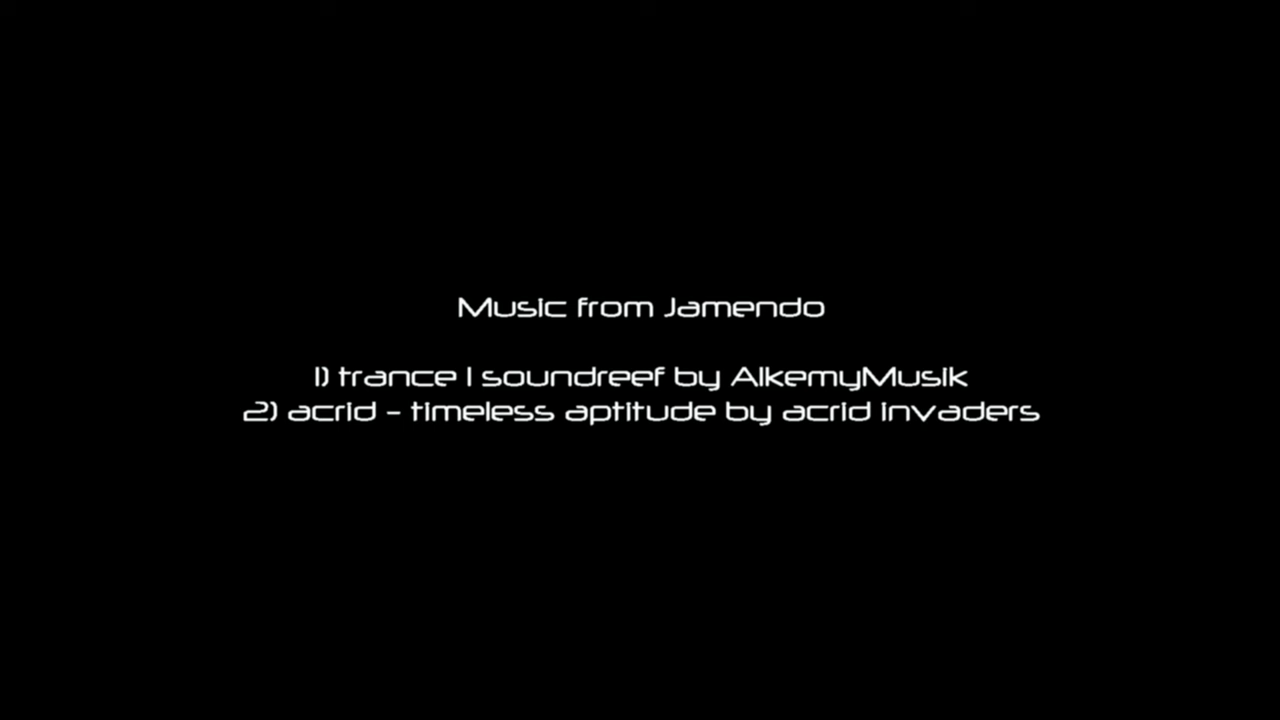 Music from Jamendo
1) trance | soundreef by AlkemyMusik
2) acrid - timeless aptitude by acrid invaders